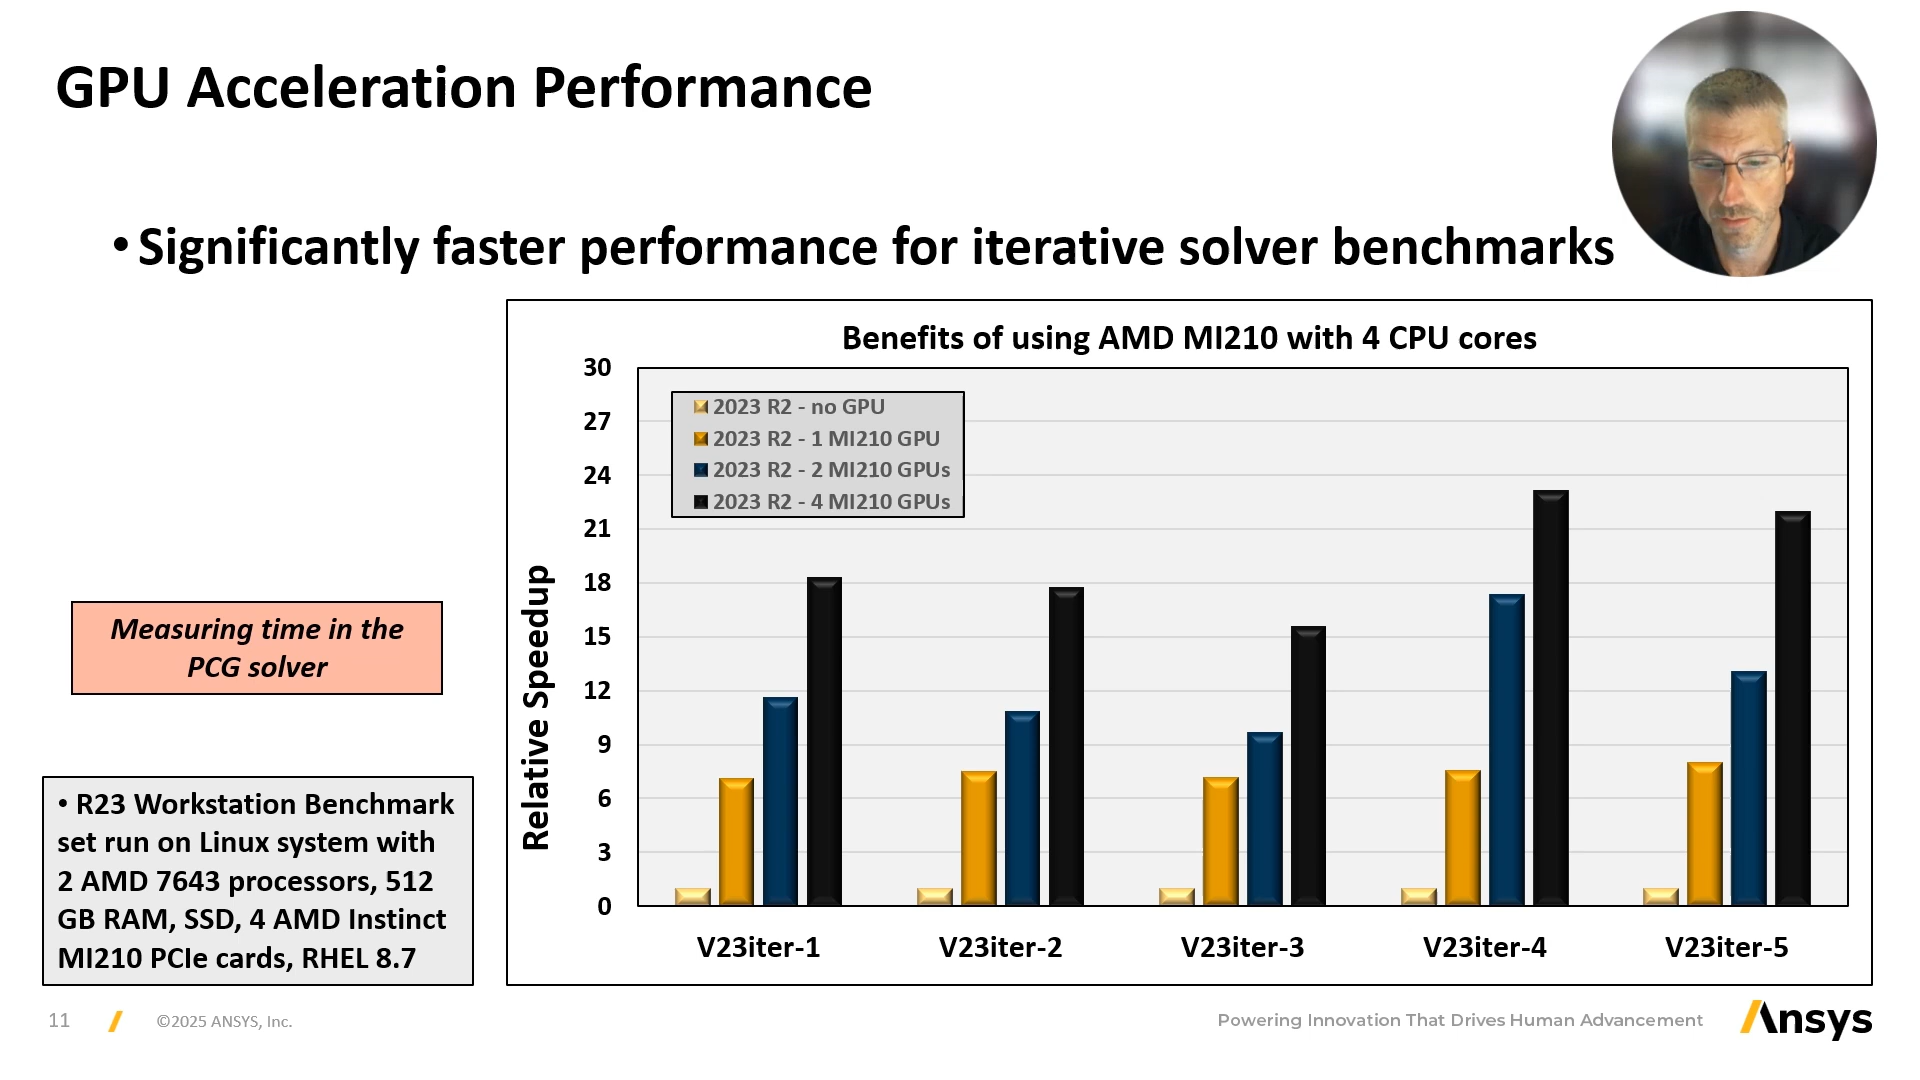 GPU Acceleration Performance
• Significantly faster performance for iterative solver benchmarks
Measuring time in the
PCG solver
• R23 Workstation Benchmark
set run on Linux system with
2 AMD 7643 processors, 512
GB RAM, SSD, 4 AMD Instinct
MI210 PCIe cards, RHEL 8.7
Benefits of using AMD MI210 with 4 CPU cores
Relative Speedup
30
27
24
21
18
15
12
9
6
3
0
2023 R2 - no GPU
2023 R2 - 1 MI210 GPU
2023 R2 - 2 MI210 GPUs
2023 R2 - 4 MI210 GPUs
V23iter-1 V23iter-2 V23iter-3 V23iter-4 V23iter-5
11 ©2025 ANSYS, Inc. Powering Innovation That Drives Human Advancement Ansys